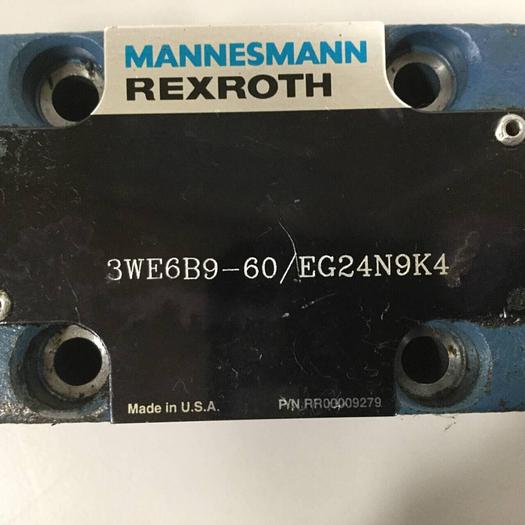 MANNESMANN
REXROTH
3WE6B9-60/EG24N9K4
Made in U.S.A. P/N RR00009279